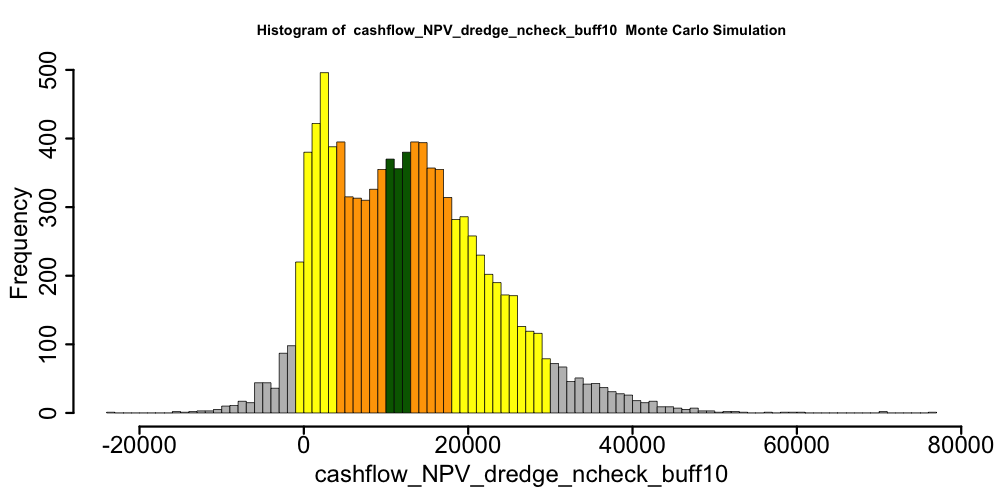 Histogram of  cashflow_NPV_dredge_ncheck_buff10  Monte Carlo Simulation
500
400
300
200
100
0
Frequency
-20000 0 20000 40000 60000 80000
cashflow_NPV_dredge_ncheck_buff10